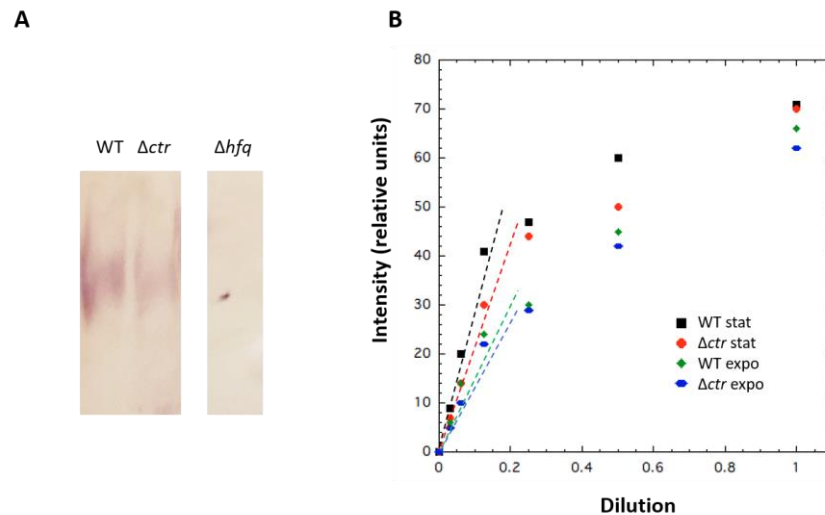 A
WT Δctr Δhfq
B
80
70
60
50
40
30
20
10
0
Intensity (relative units)
WT stat
Δctr stat
WT expo
Δctr expo
0 0.2 0.4 0.6 0.8 1
Dilution